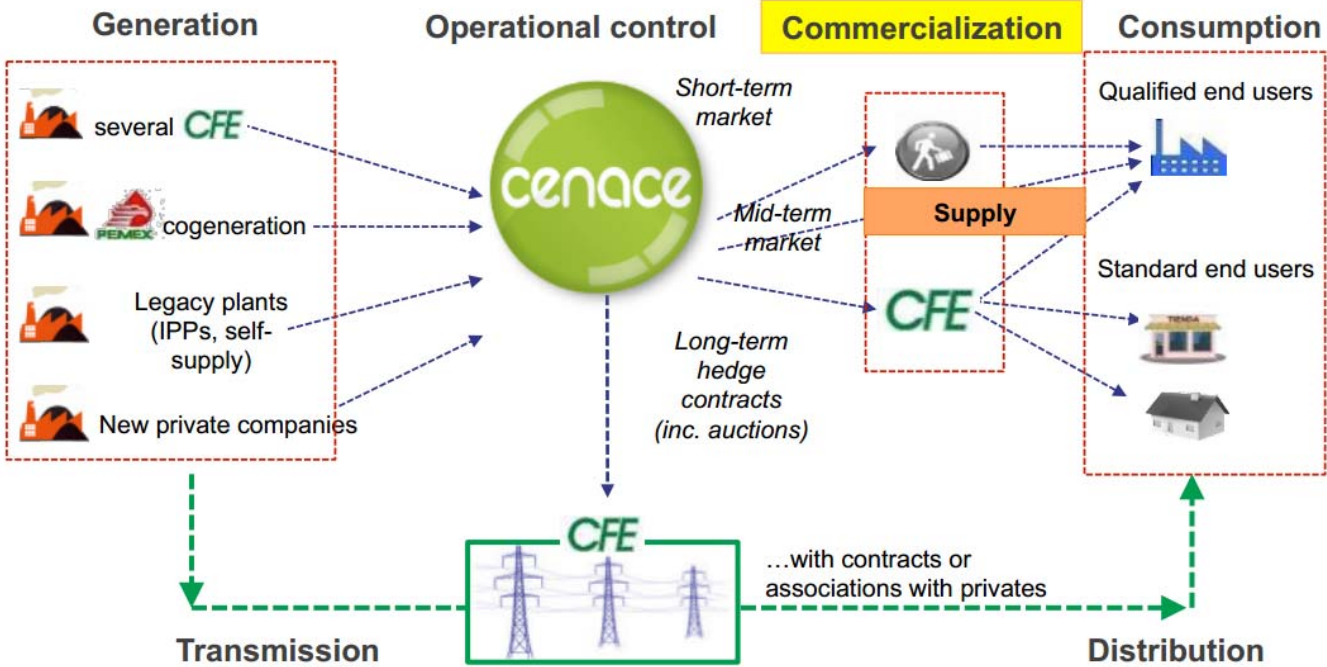 Generation
Operational control
Commercialization
Consumption
several CFE
PEMEX cogeneration
Legacy plants
(IPPs, self-
supply)
New private companies
cenace
Short-term
market
Mid-term
market
Long-term
hedge
contracts
(inc. auctions)
Supply
CFE
Qualified end users
Standard end users
TIENDA
CFE
…with contracts or
associations with privates
Transmission
Distribution